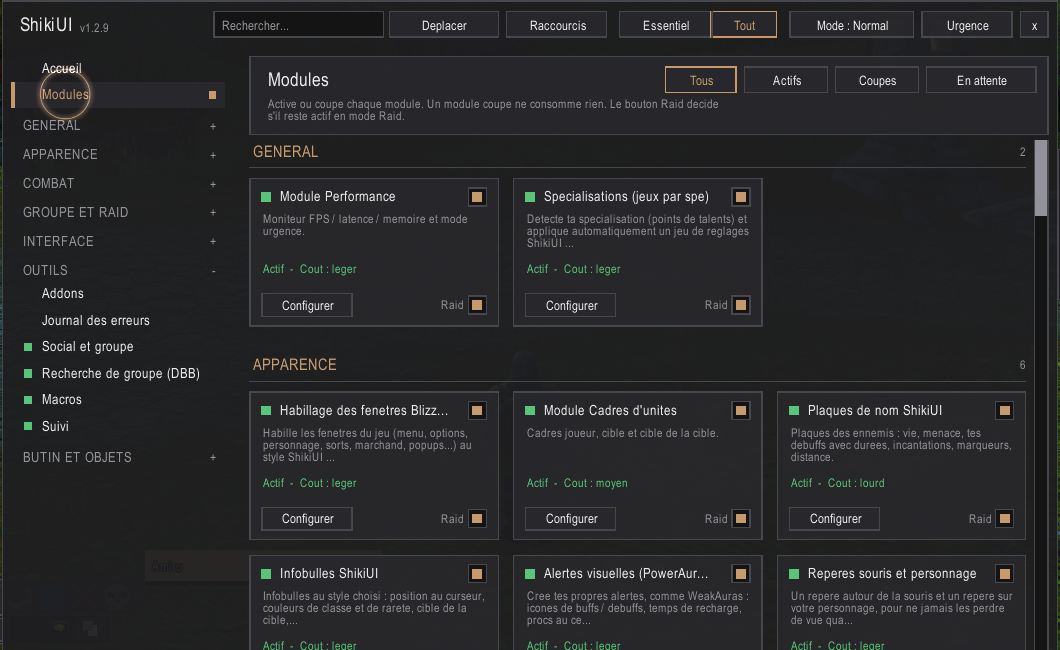 ShikiUI v1.2.9
Rechercher...
Deplacer
Raccourcis
Essentiel
Tout
Mode : Normal
Urgence
x
Accueil
Modules
GENERAL +
APPARENCE +
COMBAT +
GROUPE ET RAID +
INTERFACE +
OUTILS -
Addons
Journal des erreurs
Social et groupe
Recherche de groupe (DBB)
Macros
Suivi
BUTIN ET OBJETS +
Modules
Tous
Actifs
Coupes
En attente
Active ou coupe chaque module. Un module coupe ne consomme rien. Le bouton Raid decide
s'il reste actif en mode Raid.
GENERAL 2
Module Performance
Moniteur FPS / latence / memoire et mode
urgence.
Actif - Cout : leger
Configurer
Raid
Specialisations (jeux par spe)
Detecte ta specialisation (points de talents) et
applique automatiquement un jeu de reglages
ShikiUI ...
Actif - Cout : leger
Configurer
Raid
APPARENCE 6
Habillage des fenetres Blizz...
Habille les fenetres du jeu (menu, options,
personnage, sorts, marchand, popups...) au
style ShikiUI ...
Actif - Cout : leger
Configurer
Raid
Module Cadres d'unites
Cadres joueur, cible et cible de la cible.
Actif - Cout : moyen
Configurer
Raid
Plaques de nom ShikiUI
Plaques des ennemis : vie, menace, tes
debuffs avec durees, incantations, marqueurs,
distance.
Actif - Cout : lourd
Configurer
Raid
Infobulles ShikiUI
Infobulles au style choisi : position au curseur,
couleurs de classe et de rarete, cible de la
cible,...
Actif - Cout : leger
Alertes visuelles (PowerAur...
Cree tes propres alertes, comme WeakAuras :
icones de buffs / debuffs, temps de recharge,
procs au ce...
Actif - Cout : leger
Reperes souris et personnage
Un repere autour de la souris et un repere sur
votre personnage, pour ne jamais les perdre
de vue qua...
Actif - Cout : leger